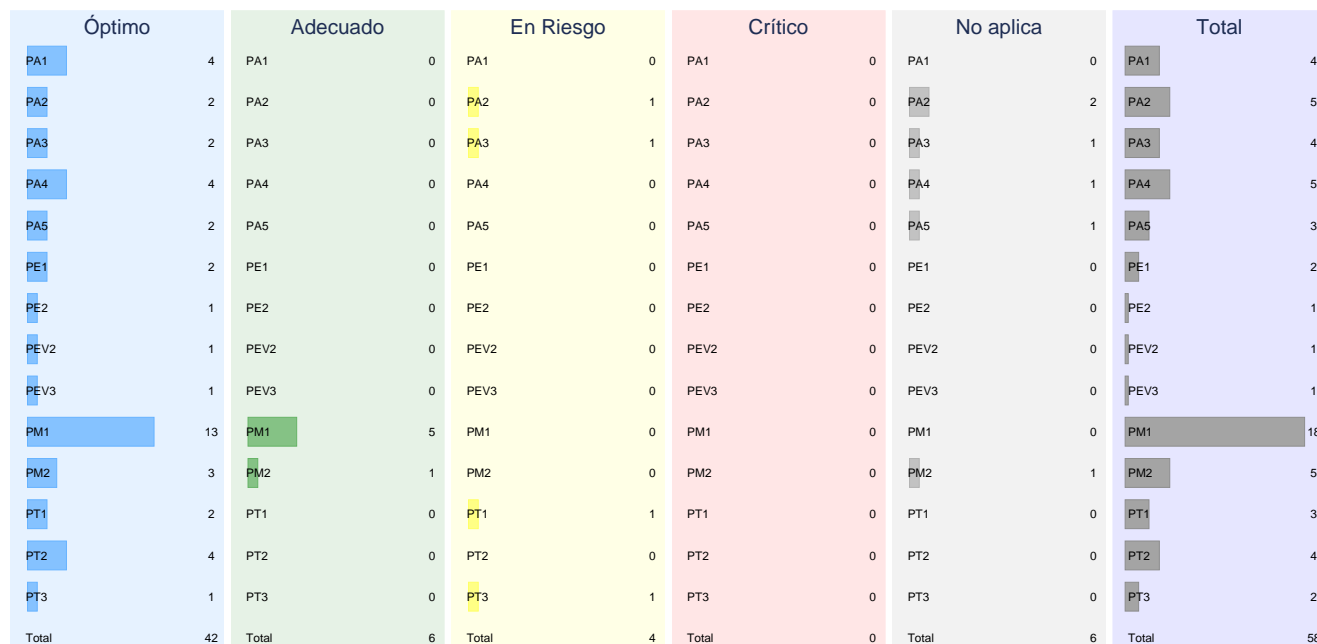 Óptimo Adecuado En Riesgo Crítico No aplica Total
PA1 4 PA1 0 PA1 0 PA1 0 PA1 0 PA1 4
PA2 2 PA2 0 PA2 1 PA2 0 PA2 2 PA2 5
PA3 2 PA3 0 PA3 1 PA3 0 PA3 1 PA3 4
PA4 4 PA4 0 PA4 0 PA4 0 PA4 1 PA4 5
PA5 2 PA5 0 PA5 0 PA5 0 PA5 1 PA5 3
PE1 2 PE1 0 PE1 0 PE1 0 PE1 0 PE1 2
PE2 1 PE2 0 PE2 0 PE2 0 PE2 0 PE2 1
PEV2 1 PEV2 0 PEV2 0 PEV2 0 PEV2 0 PEV2 1
PEV3 1 PEV3 0 PEV3 0 PEV3 0 PEV3 0 PEV3 1
PM1 13 PM1 5 PM1 0 PM1 0 PM1 0 PM1 18
PM2 3 PM2 1 PM2 0 PM2 0 PM2 1 PM2 5
PT1 2 PT1 0 PT1 1 PT1 0 PT1 0 PT1 3
PT2 4 PT2 0 PT2 0 PT2 0 PT2 0 PT2 4
PT3 1 PT3 0 PT3 1 PT3 0 PT3 0 PT3 2
Total 42 Total 6 Total 4 Total 0 Total 6 Total 58